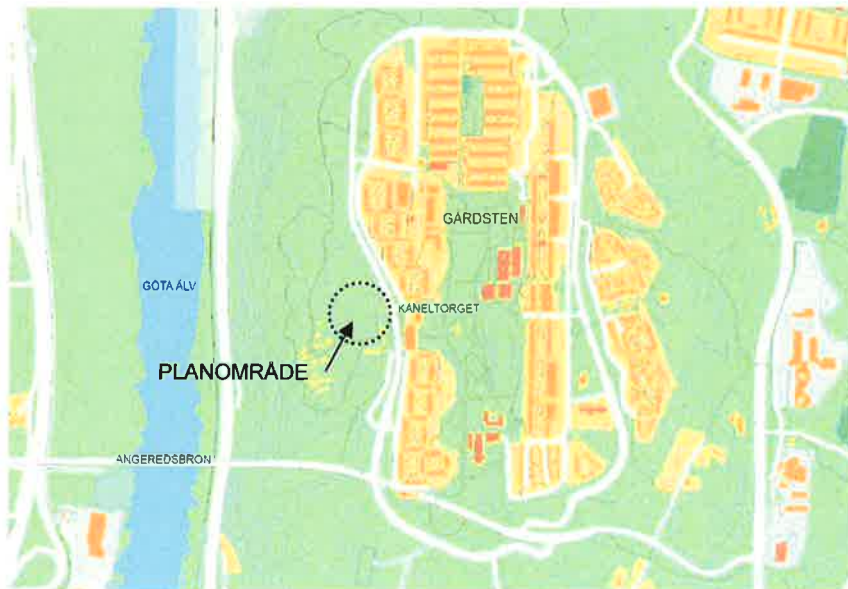 GÅRDSTEN
GÖTA ÄLV
KANELTORGET
PLANOMRÅDE
ANGEREDSBRON